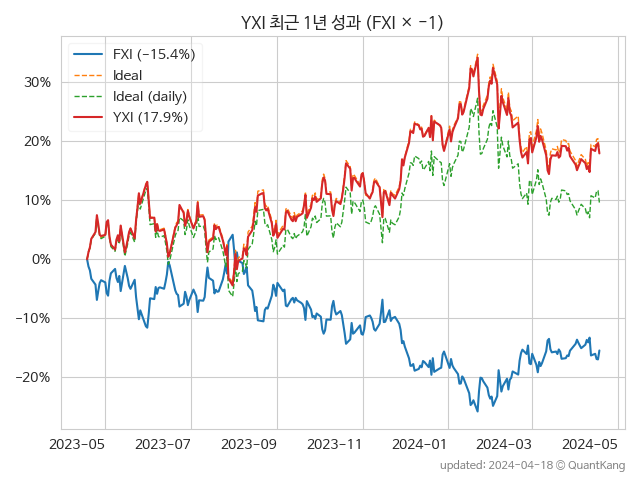 YXI 최근 1년 성과 (FXI × −1)
FXI (−15.4%)
Ideal
Ideal (daily)
YXI (17.9%)
30%
20%
10%
0%
−10%
−20%
2023-05
2023-07
2023-09
2023-11
2024-01
2024-03
2024-05
updated: 2024-04-18 © QuantKang